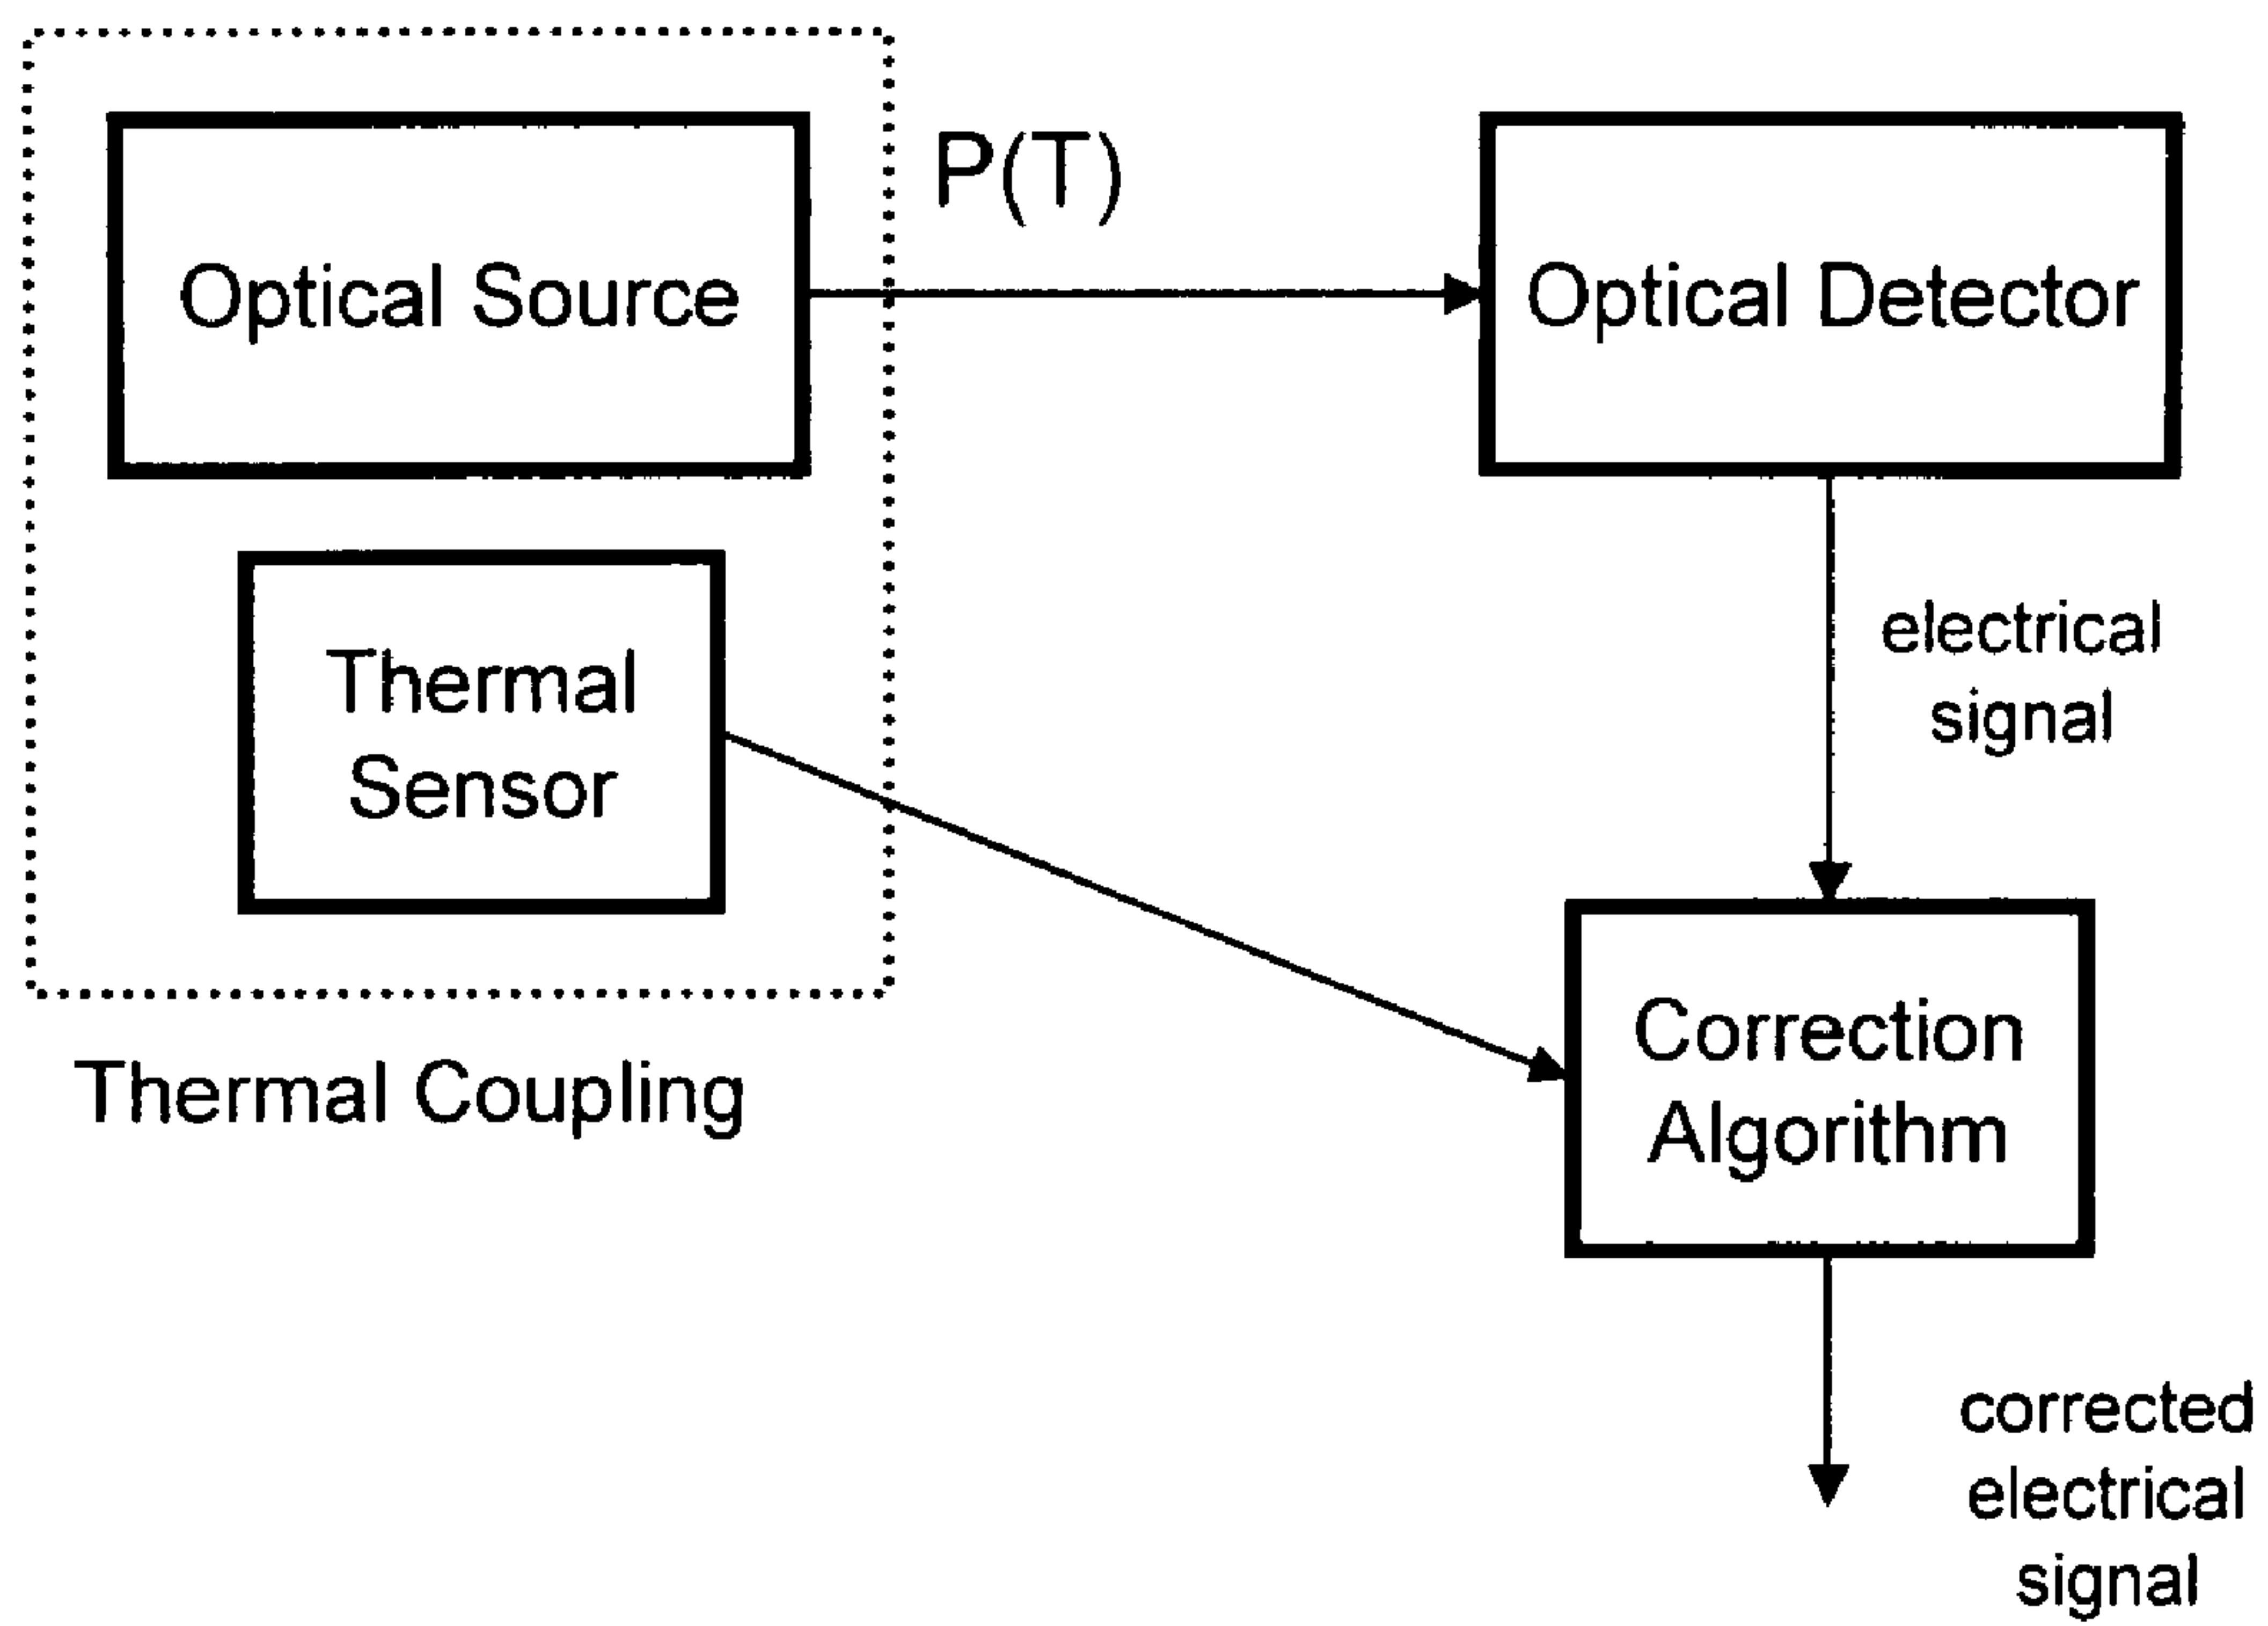 P(T)
Optical Source
Optical Detector
Thermal
Sensor
electrical
signal
Thermal Coupling
Correction
Algorithm
corrected
electrical
signal